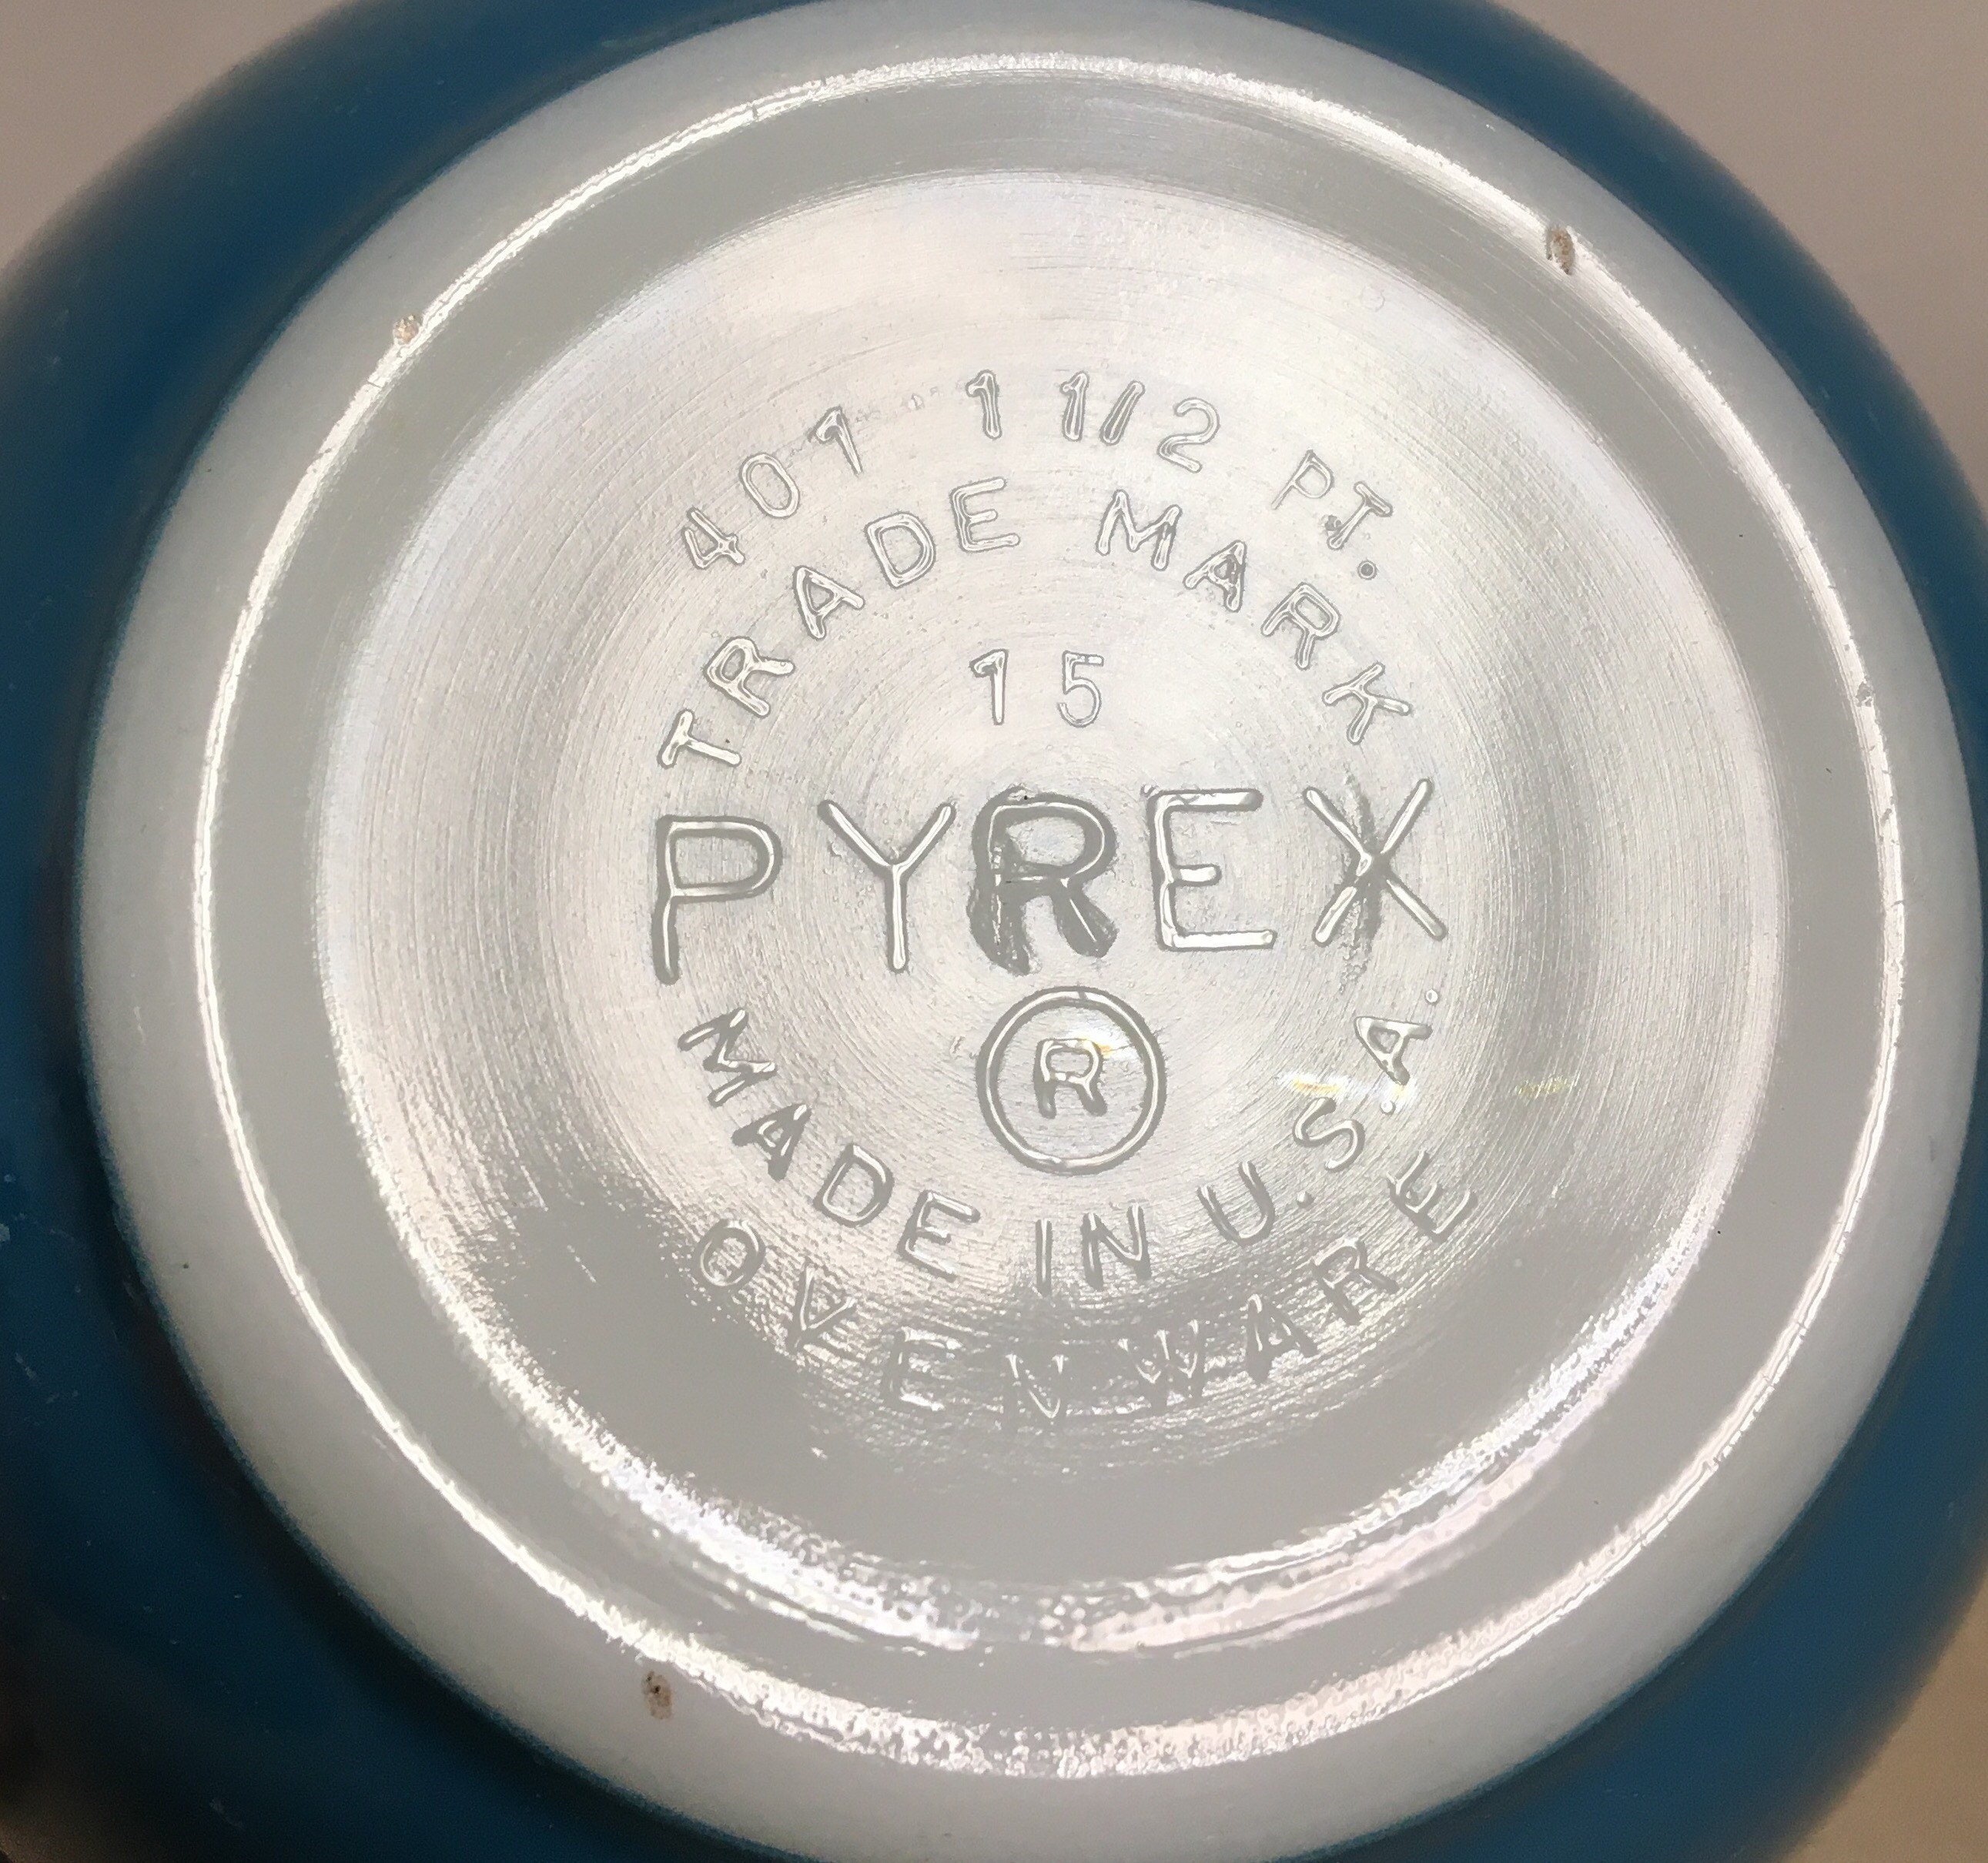 401 1 1/2 PT.
TRADE MARK
15
PYREX
®
MADE IN U.S.A.
OVENWARE